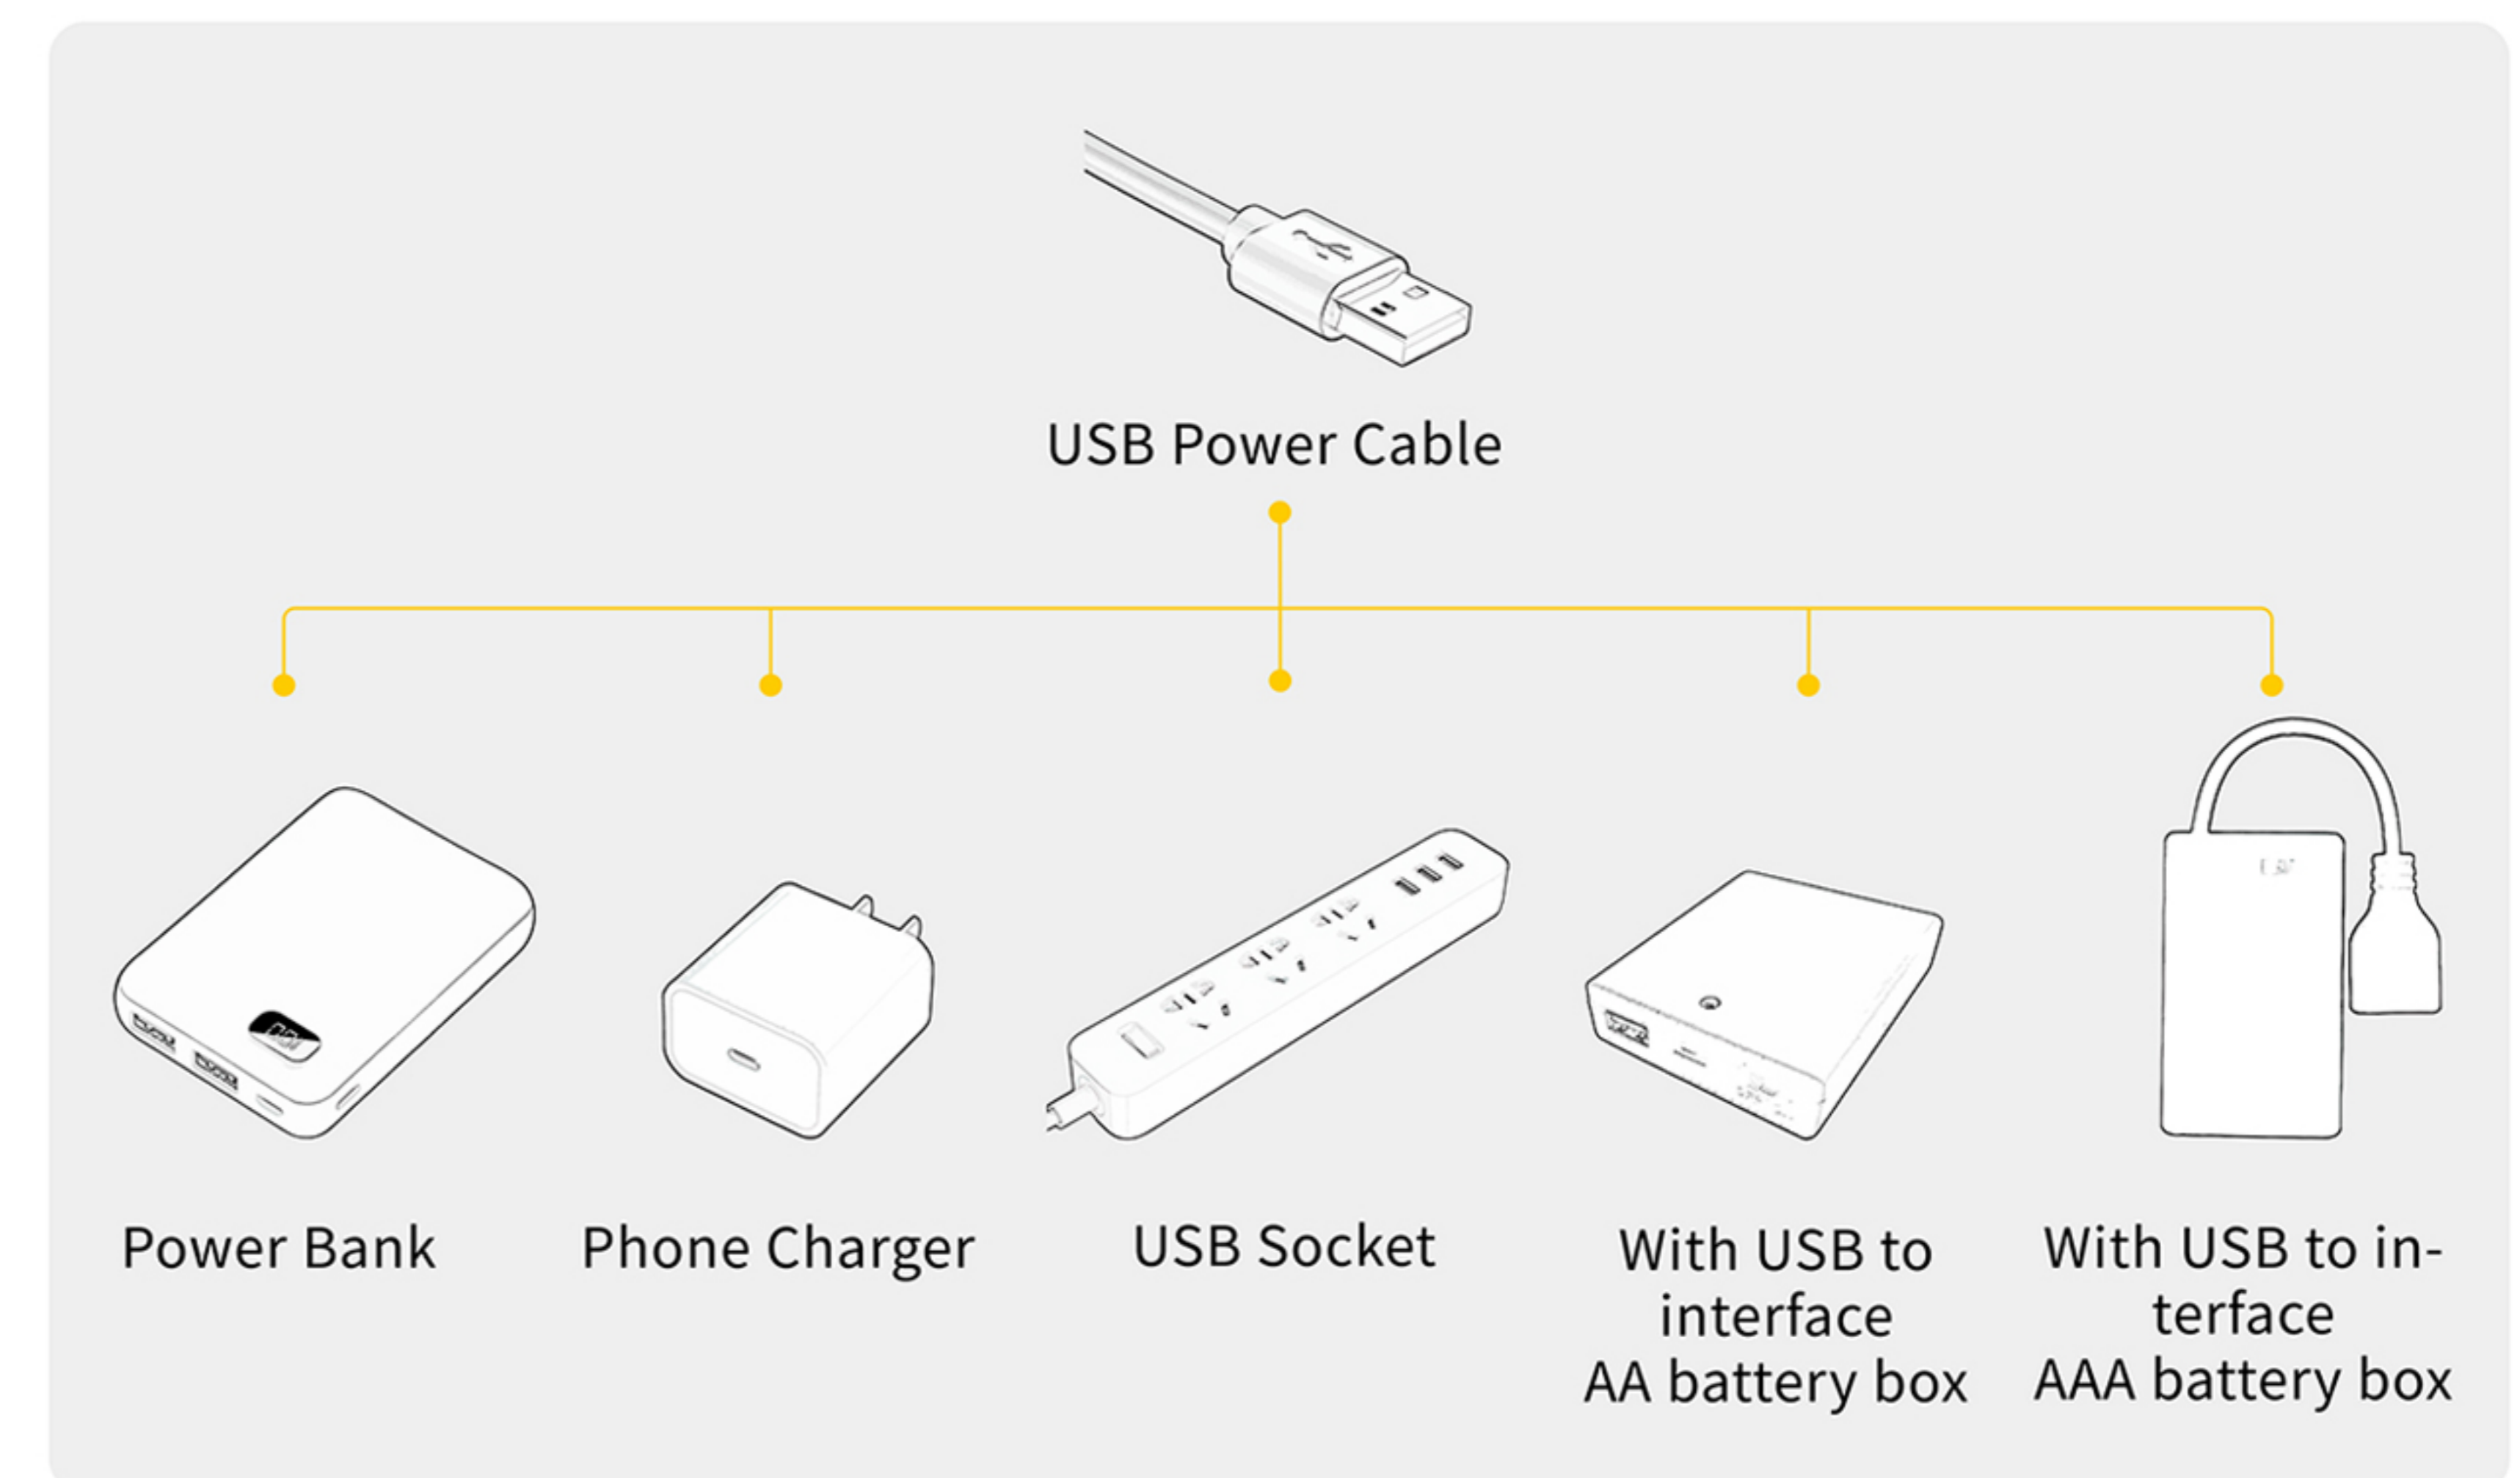 USB Power Cable
Power Bank
Phone Charger
USB Socket
With USB to
interface
AA battery box
With USB to in-
terface
AAA battery box